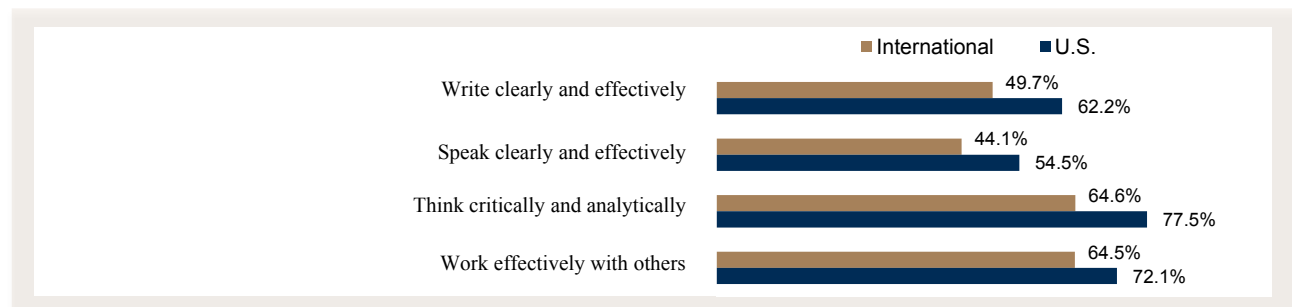 International U.S.
Write clearly and effectively
49.7%
62.2%
Speak clearly and effectively
44.1%
54.5%
Think critically and analytically
64.6%
77.5%
Work effectively with others
64.5%
72.1%